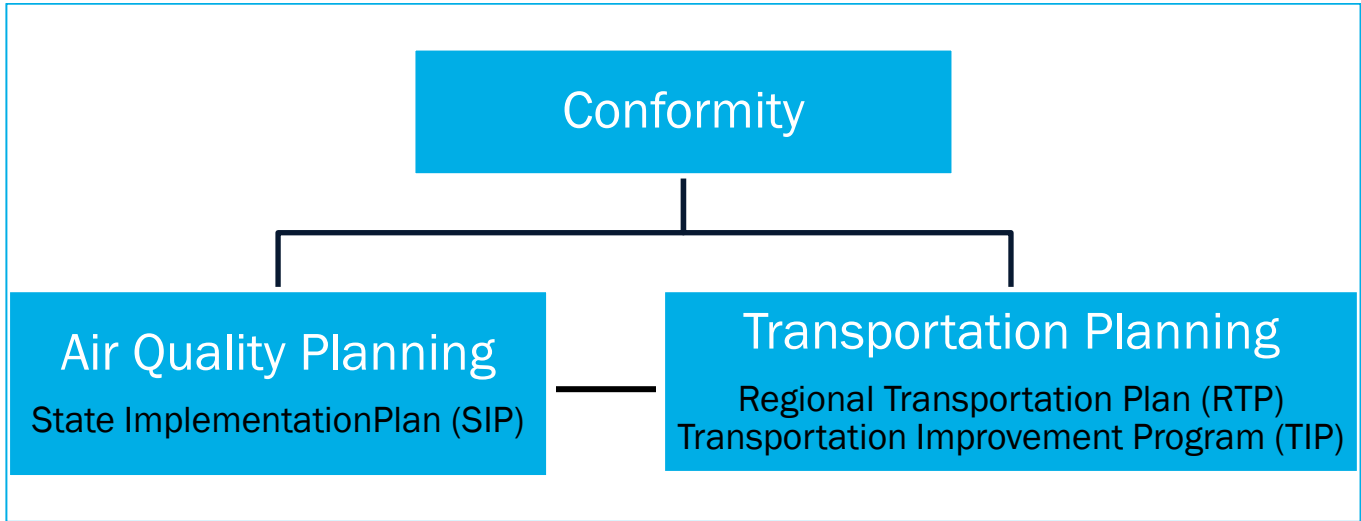 Conformity
Air Quality Planning
State ImplementationPlan (SIP)
Transportation Planning
Regional Transportation Plan (RTP)
Transportation Improvement Program (TIP)